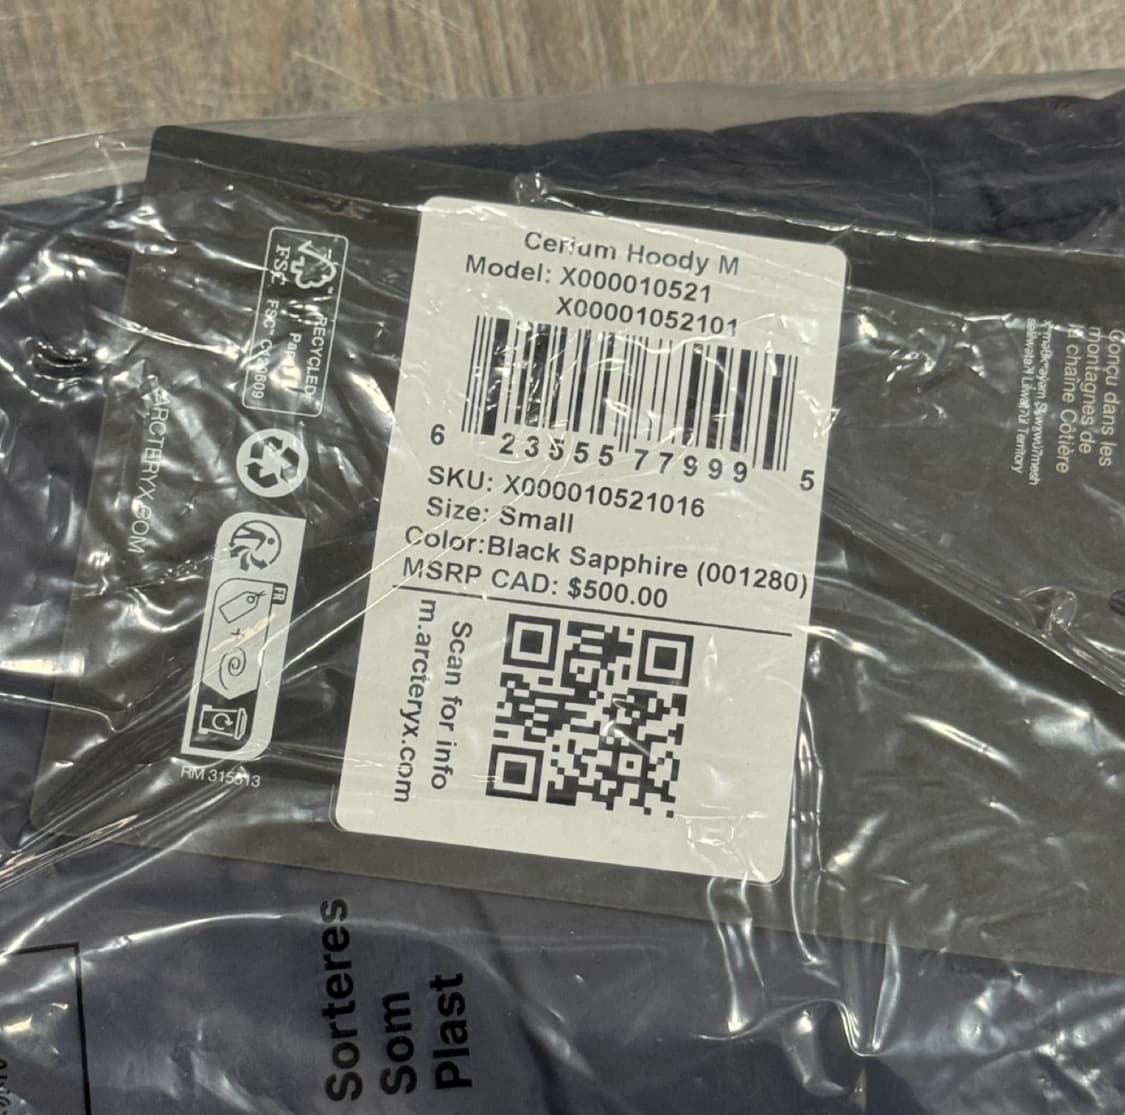 Cerium Hoody M
Model: X000010521
X00001052101
6 23555 77999 5
SKU: X000010521016
Size: Small
Color:Black Sapphire (001280)
MSRP CAD: $500.00
Scan for info
m.arcteryx.com
RECYCLED
FSC
ARCTERYX.COM
FR
RM 315513
Conçu dans les
montagnes de
la chaîne Côtière
Territory
Sorteres
Som
Plast